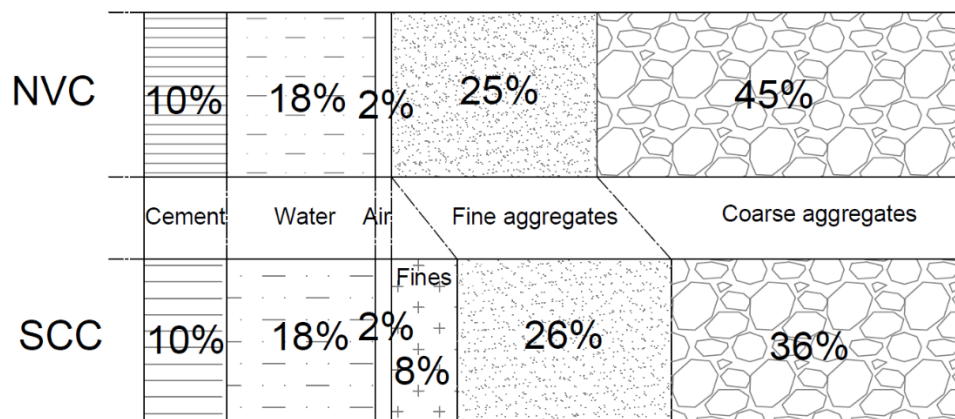 NVC
10%
18%
2%
25%
45%
Cement
Water
Air
Fine aggregates
Coarse aggregates
Fines
SCC
10%
18%
2%
8%
26%
36%